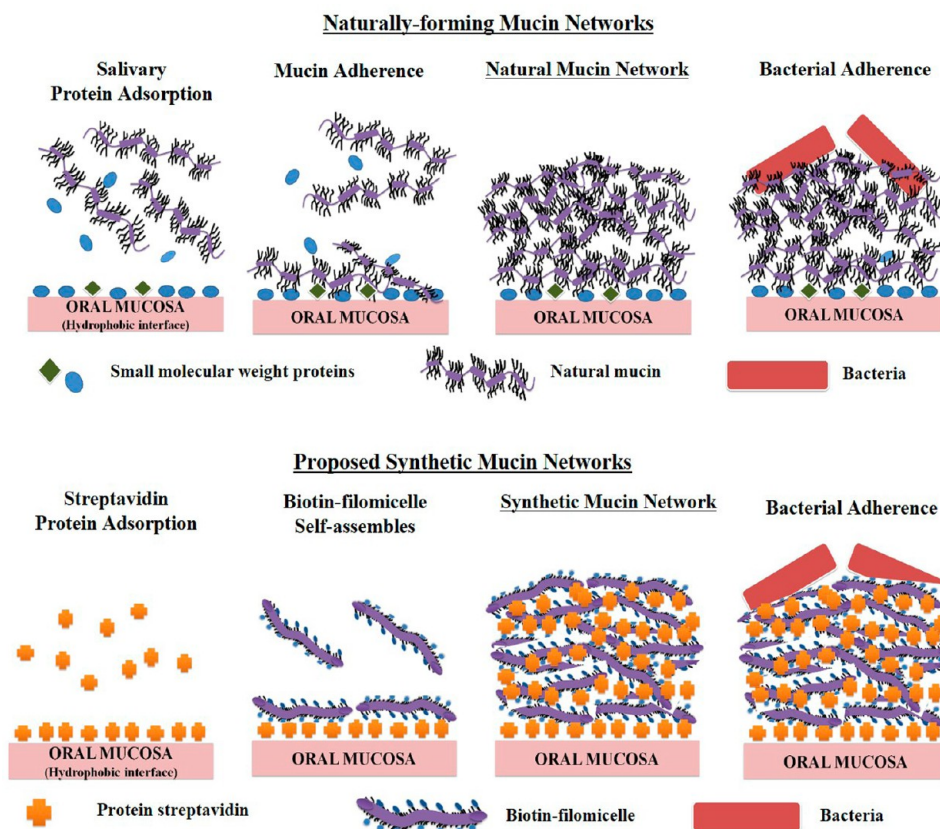 Naturally-forming Mucin Networks
Salivary
Protein Adsorption
Mucin Adherence
Natural Mucin Network
Bacterial Adherence
ORAL MUCOSA
(Hydrophobic interface)
ORAL MUCOSA
ORAL MUCOSA
ORAL MUCOSA
Small molecular weight proteins
Natural mucin
Bacteria
Proposed Synthetic Mucin Networks
Streptavidin
Protein Adsorption
Biotin-filomicelle
Self-assembles
Synthetic Mucin Network
Bacterial Adherence
ORAL MUCOSA
(Hydrophobic interface)
ORAL MUCOSA
ORAL MUCOSA
ORAL MUCOSA
Protein streptavidin
Biotin-filomicelle
Bacteria